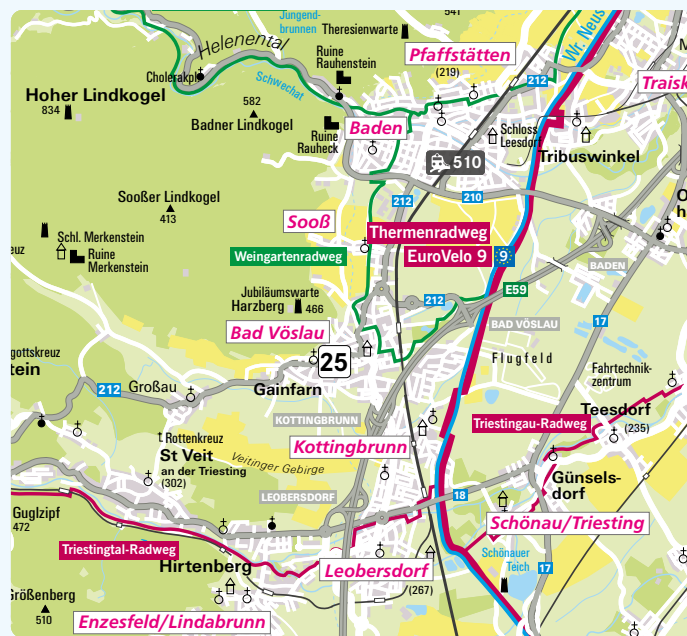 Jungend-
brunnen
Theresienwarte
541
Helenental
Pfaffstätten
(219)
Wr. Neus
Ruine
Rauhenstein
Cholerakpl.
Schwechat
212
Traisk
Hoher Lindkogel
834
582
Badner Lindkogel
Ruine
Rauheck
Baden
Schloss
Leesdorf
510
Tribuswinkel
Sooßer Lindkogel
413
212
210
Sooß
Thermenradweg
O
h
Schl. Merkenstein
euz
Ruine
Merkenstein
Weingartenradweg
EuroVelo 9
9
BADEN
Jubiläumswarte
Harzberg
466
212
E59
Bad Vöslau
BAD VÖSLAU
17
gottskreuz
tein
25
Flugfeld
Fahrtechnik-
zentrum
212
Großau
Gainfarn
Teesdorf
(235)
KOTTINGBRUNN
Triestingau-Radweg
Rottenkreuz
St Veit
an der Triesting
(302)
Veitinger Gebirge
Kottingbrunn
Günsels-
dorf
LEOBERSDORF
18
Guglzipf
472
Schönau/Triesting
Triestingtal-Radweg
Hirtenberg
Leobersdorf
(267)
Schönauer
Teich
17
Größenberg
510
Enzesfeld/Lindabrunn